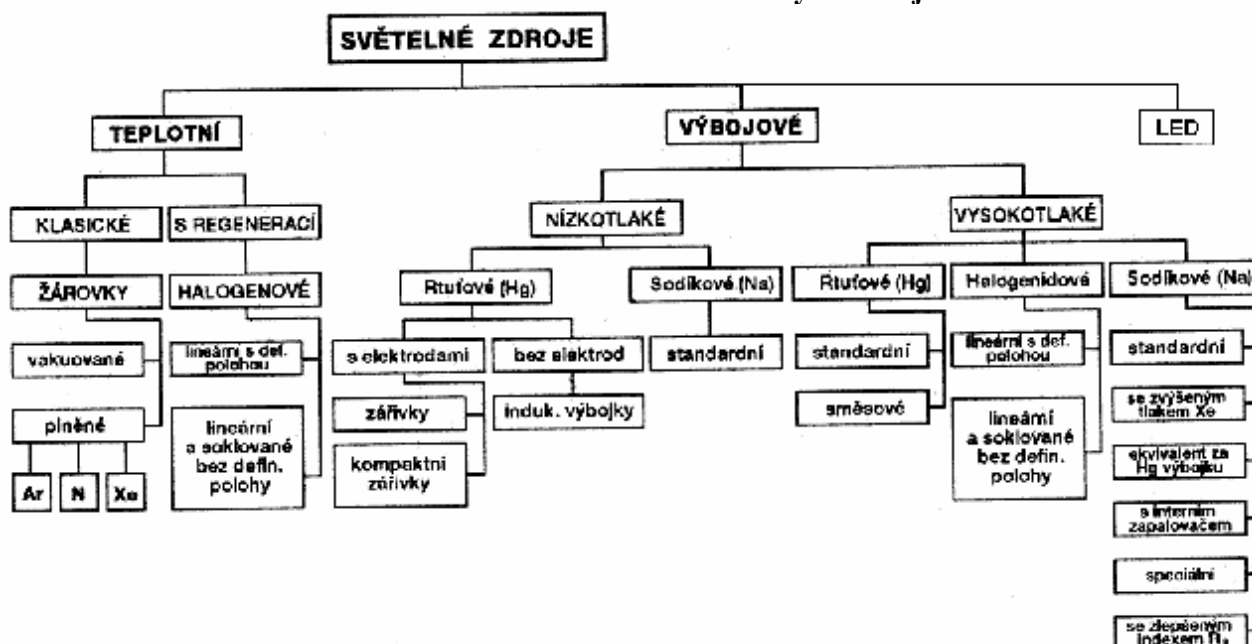 SVĚTELNÉ ZDROJE
TEPLOTNÍ
VÝBOJOVÉ
LED
KLASICKÉ
S REGENERACÍ
NÍZKOTLAKÉ
VYSOKOTLAKÉ
ŽÁROVKY
HALOGENOVÉ
Rtuťové (Hg)
Sodíkové (Na)
Rtuťové (Hg)
Halogenidové
Sodíkové (Na)
vakuované
lineární s def.
polohou
s elektrodami
bez elektrod
standardní
standardní
lineární s def.
polohou
standardní
plněné
lineární
a soklované
bez defin.
polohy
zářivky
induk. výbojky
směsové
lineární
a soklované
bez defin.
polohy
se zvýšeným
tlakem Xe
Ar
N
Xe
kompaktní
zářivky
ekvivalent za
Hg výbojku
s interním
zapalovačem
speciální
se zlepšeným
indexem Ra